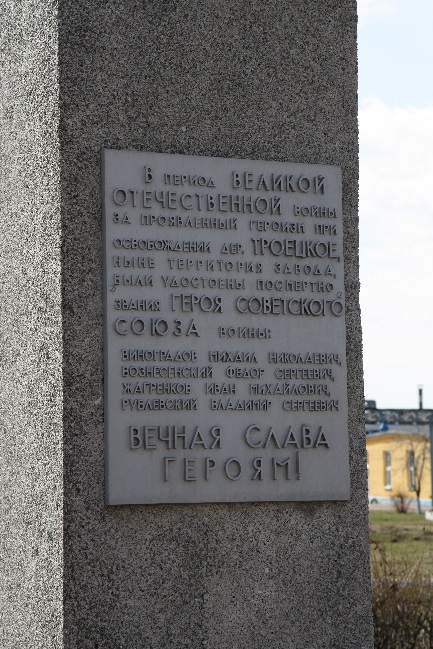 В ПЕРИОД ВЕЛИКОЙ
ОТЕЧЕСТВЕННОЙ ВОЙНЫ
ЗА ПРОЯВЛЕННЫЙ ГЕРОИЗМ ПРИ
ОСВОБОЖДЕНИИ ДЕР. ТРОЕЦКОЕ,
НЫНЕ ТЕРРИТОРИЯ ЗАВОДА,
БЫЛИ УДОСТОЕНЫ ПОСМЕРТНО
ЗВАНИЯ ГЕРОЯ СОВЕТСКОГО
СОЮЗА ВОИНЫ:
ВИНОГРАДОВ МИХАИЛ НИКОЛАЕВИЧ,
ВОЗНЕСЕНСКИЙ ФЁДОР СЕРГЕЕВИЧ,
ЖАГРЕНКОВ ИВАН МИХАЙЛОВИЧ,
РУБЛЕВСКИЙ ВЛАДИМИР СЕРГЕЕВИЧ
ВЕЧНАЯ СЛАВА
ГЕРОЯМ!